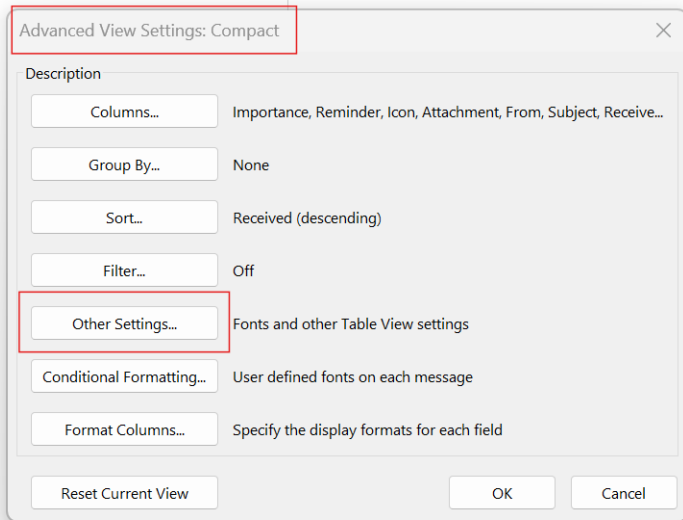 Advanced View Settings: Compact
Description
Columns... Importance, Reminder, Icon, Attachment, From, Subject, Receive...
Group By... None
Sort... Received (descending)
Filter... Off
Other Settings... Fonts and other Table View settings
Conditional Formatting... User defined fonts on each message
Format Columns... Specify the display formats for each field
Reset Current View OK Cancel